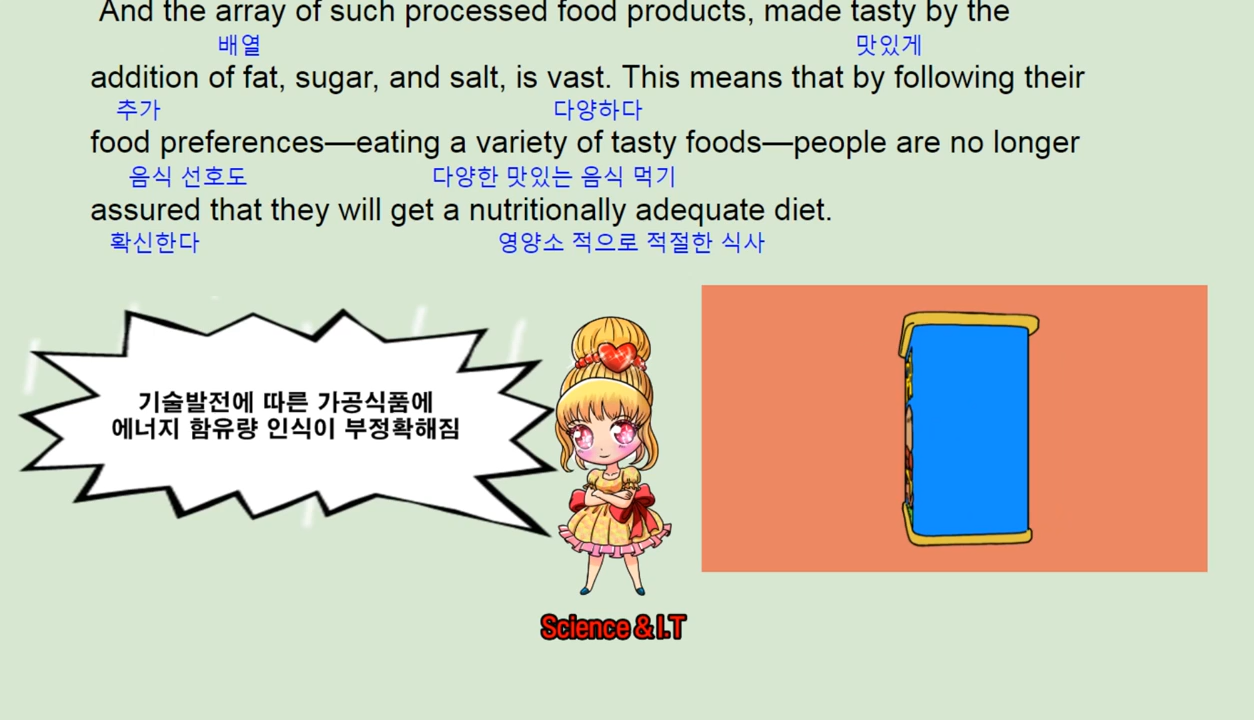 And the array of such processed food products, made tasty by the
배열 맛있게
addition of fat, sugar, and salt, is vast. This means that by following their
추가 다양하다
food preferences—eating a variety of tasty foods—people are no longer
음식 선호도 다양한 맛있는 음식 먹기
assured that they will get a nutritionally adequate diet.
확신한다 영양소 적으로 적절한 식사
기술발전에 따른 가공식품에
에너지 함유량 인식이 부정확해짐
Science & I.T